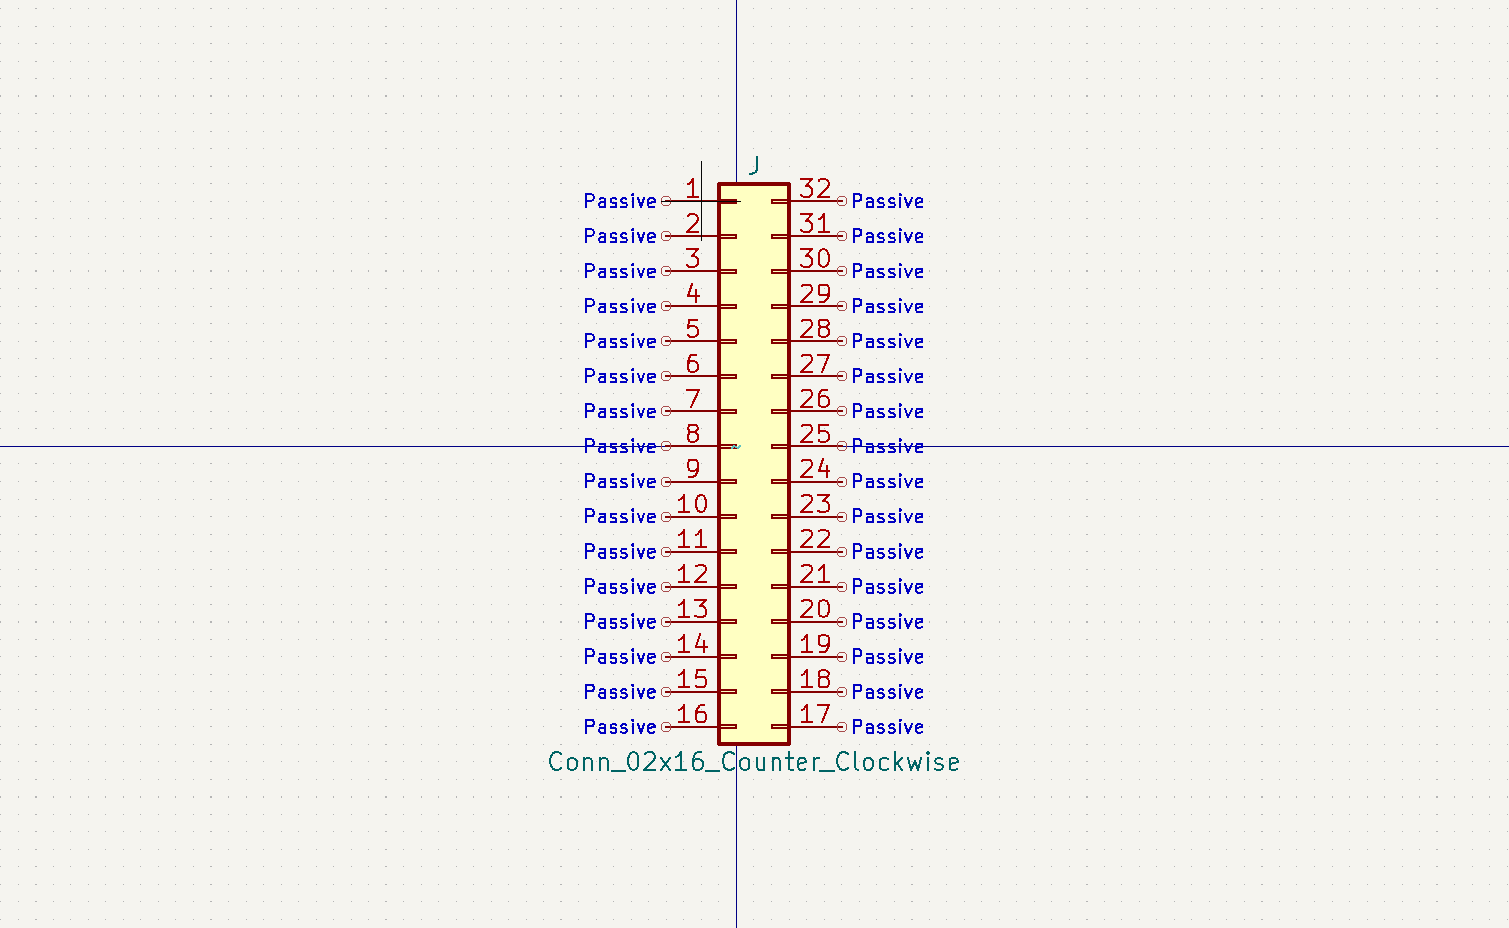 J
Passive 1 32 Passive
Passive 2 31 Passive
Passive 3 30 Passive
Passive 4 29 Passive
Passive 5 28 Passive
Passive 6 27 Passive
Passive 7 26 Passive
Passive 8 25 Passive
Passive 9 24 Passive
Passive 10 23 Passive
Passive 11 22 Passive
Passive 12 21 Passive
Passive 13 20 Passive
Passive 14 19 Passive
Passive 15 18 Passive
Passive 16 17 Passive
Conn_02x16_Counter_Clockwise